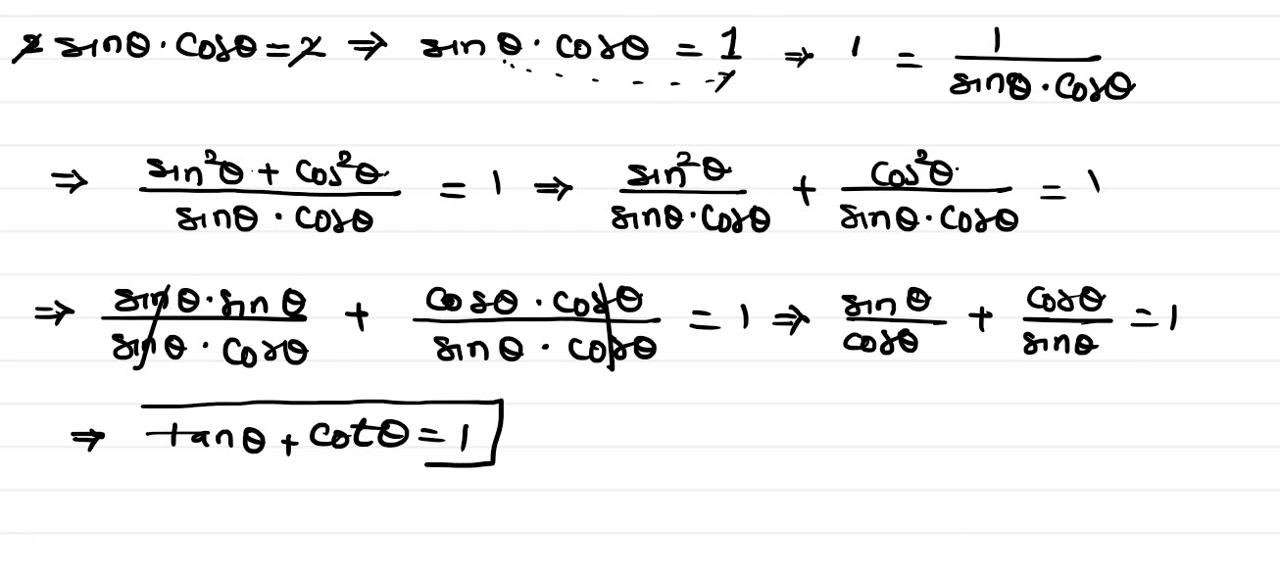 2 sinθ·cosθ = 2 ⇒ sinθ·cosθ = 1 ⇒ 1 = 1/(sinθ·cosθ)
⇒ (sin²θ + cos²θ)/(sinθ·cosθ) = 1 ⇒ sin²θ/(sinθ·cosθ) + cos²θ/(sinθ·cosθ) = 1
⇒ (sinθ·sinθ)/(sinθ·cosθ) + (cosθ·cosθ)/(sinθ·cosθ) = 1 ⇒ sinθ/cosθ + cosθ/sinθ = 1
⇒ tanθ + cotθ = 1